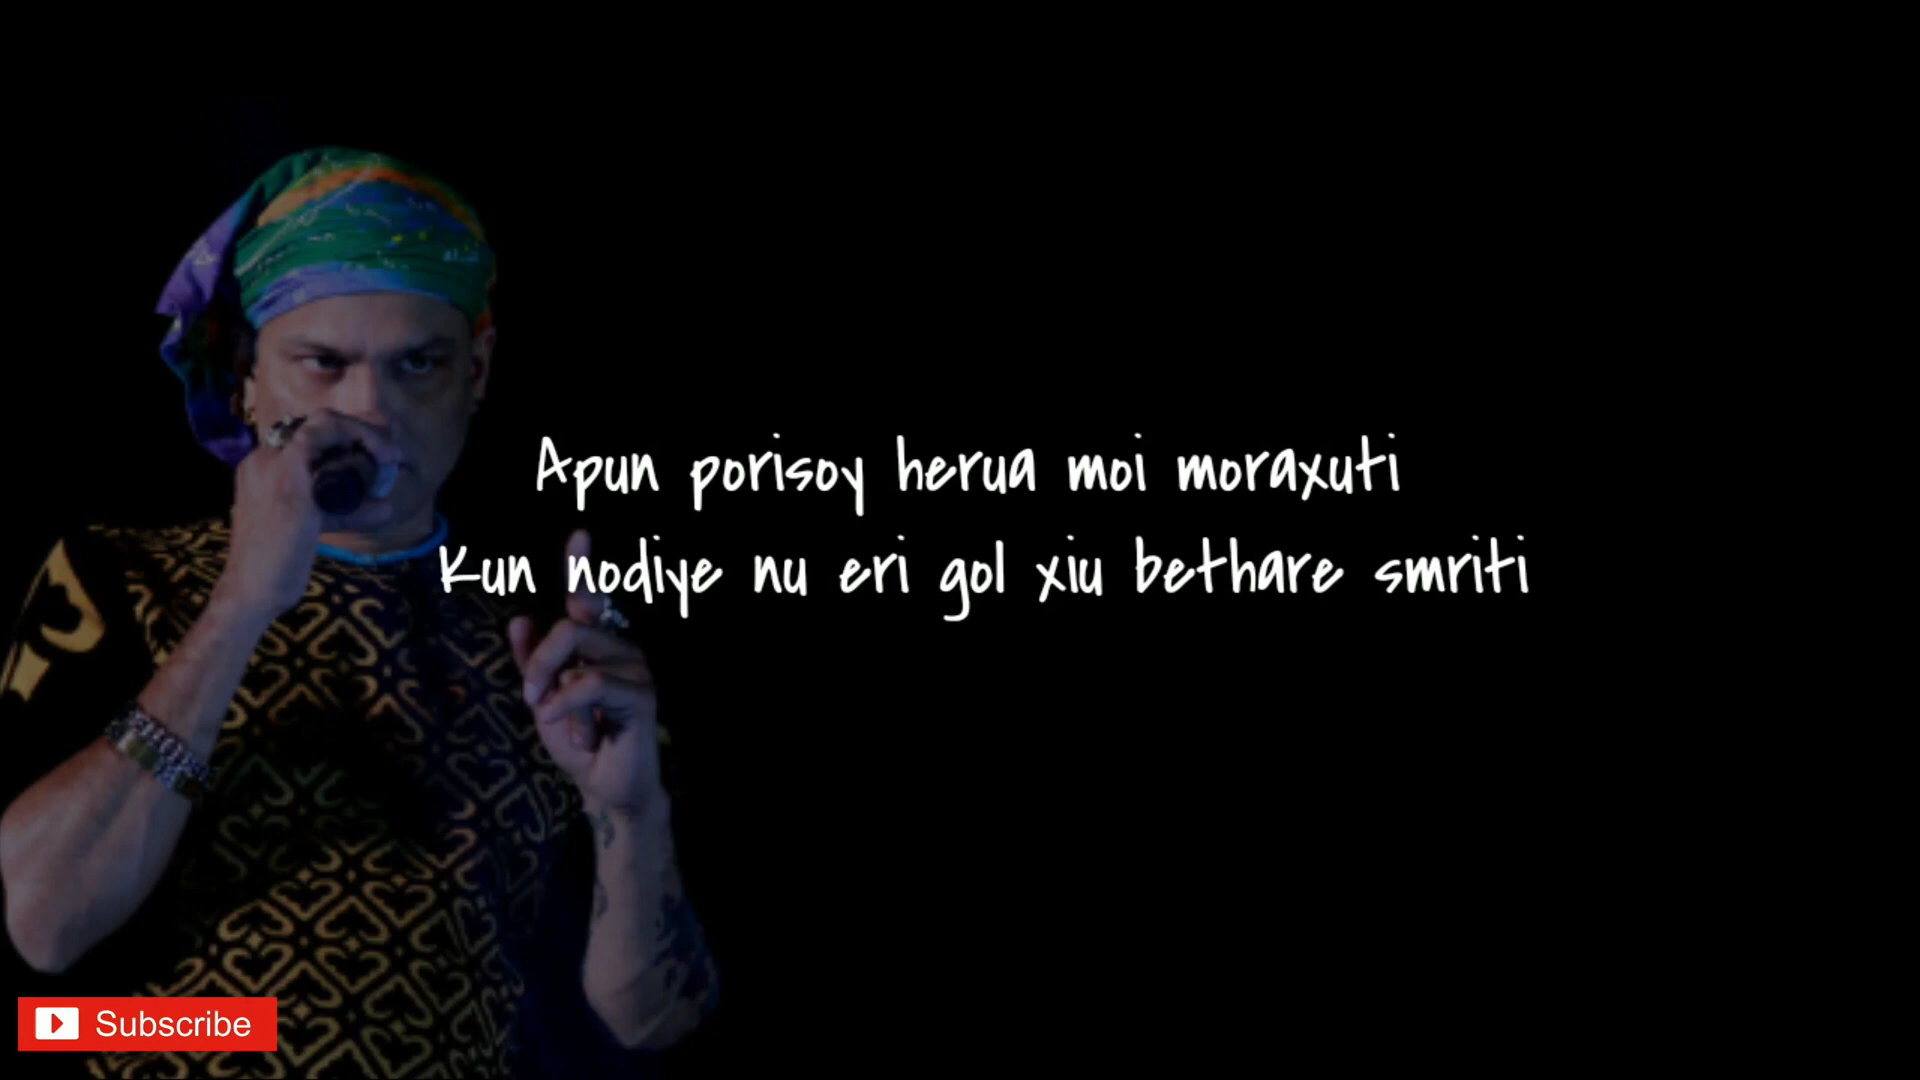 Apun porisoy herua moi moraxuti
Kun nodiye nu eri gol xiu bethare smriti
Subscribe